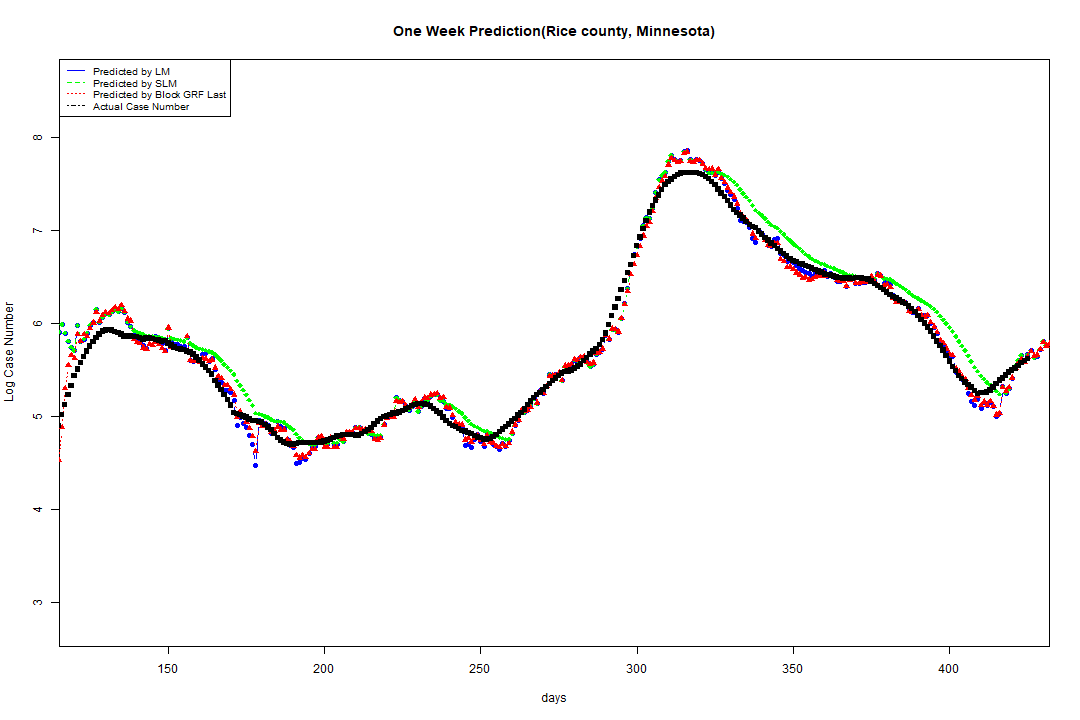 One Week Prediction(Rice county, Minnesota)
Predicted by LM
Predicted by SLM
Predicted by Block GRF Last
Actual Case Number
Log Case Number
8
7
6
5
4
3
150 200 250 300 350 400
days